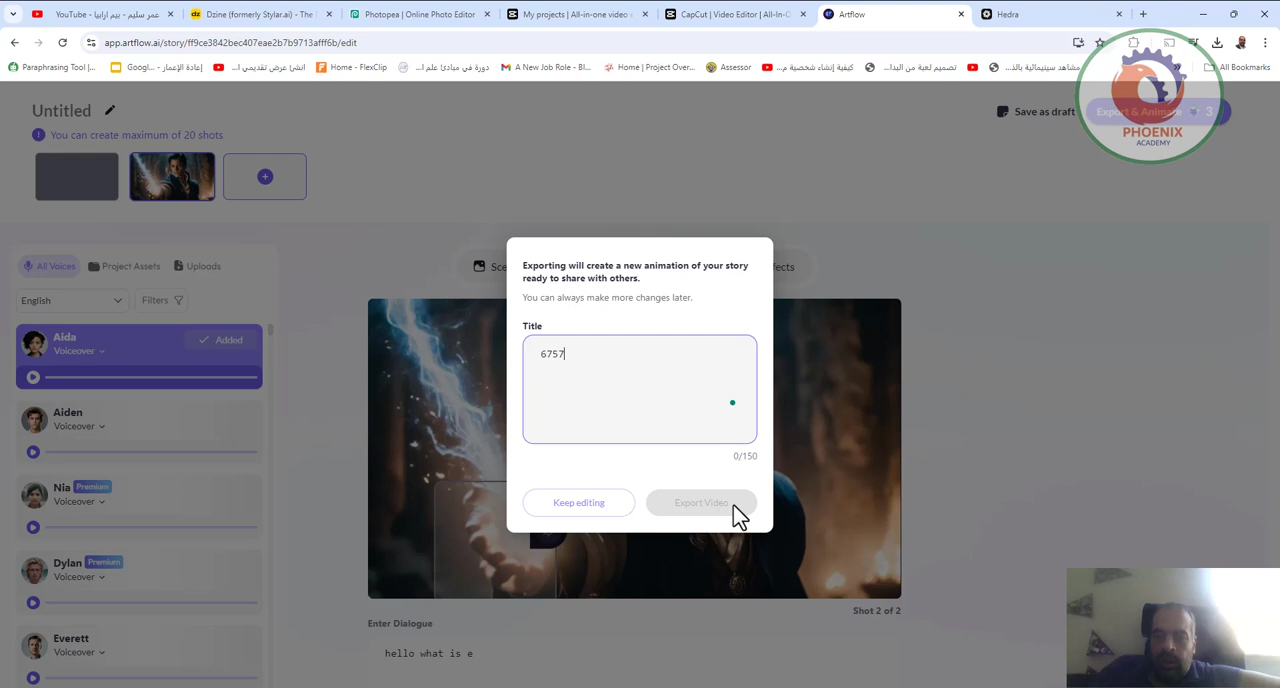 عمر سليم - بيم ارابيا - YouTube
Dzine (formerly Stylar.ai) - The
Photopea | Online Photo Editor
My projects | All-in-one video e
CapCut | Video Editor | All-In-O
Artflow
Hedra
app.artflow.ai/story/ff9ce3842bec407eae2b7b9713afff6b/edit
Paraphrasing Tool |...
إعادة الإعمار - Googl...
انشئ عرض تقديمي ا...
Home - FlexClip
دورة في مبادئ علم ا...
A New Job Role - Bl...
Home | Project Over...
Assessor
كيفية إنشاء شخصية م...
تصميم لعبة من البدا...
مشاهد سينيمائية بالذ...
All Bookmarks
Untitled
You can create maximum of 20 shots
Save as draft
Export & Animate 3
PHOENIX
ACADEMY
All Voices
Project Assets
Uploads
English
Filters
Aida
Voiceover
Added
Aiden
Voiceover
Nia Premium
Voiceover
Dylan Premium
Voiceover
Everett
Voiceover
Exporting will create a new animation of your story
ready to share with others.
You can always make more changes later.
Title
6757
0/150
Keep editing
Export Video
Shot 2 of 2
Enter Dialogue
hello what is e